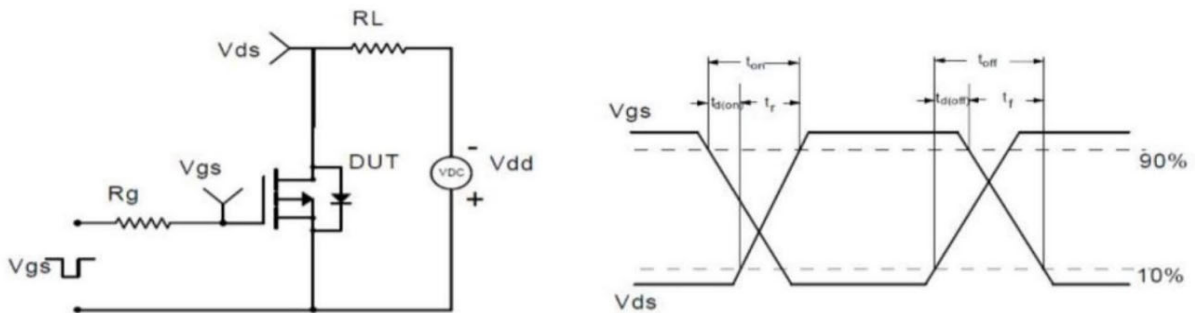 RL
Vds
Vgs
DUT
Rg
VDC
-
+
Vdd
Vgs
ton
toff
td(on)
tr
td(off)
tf
Vgs
90%
10%
Vds